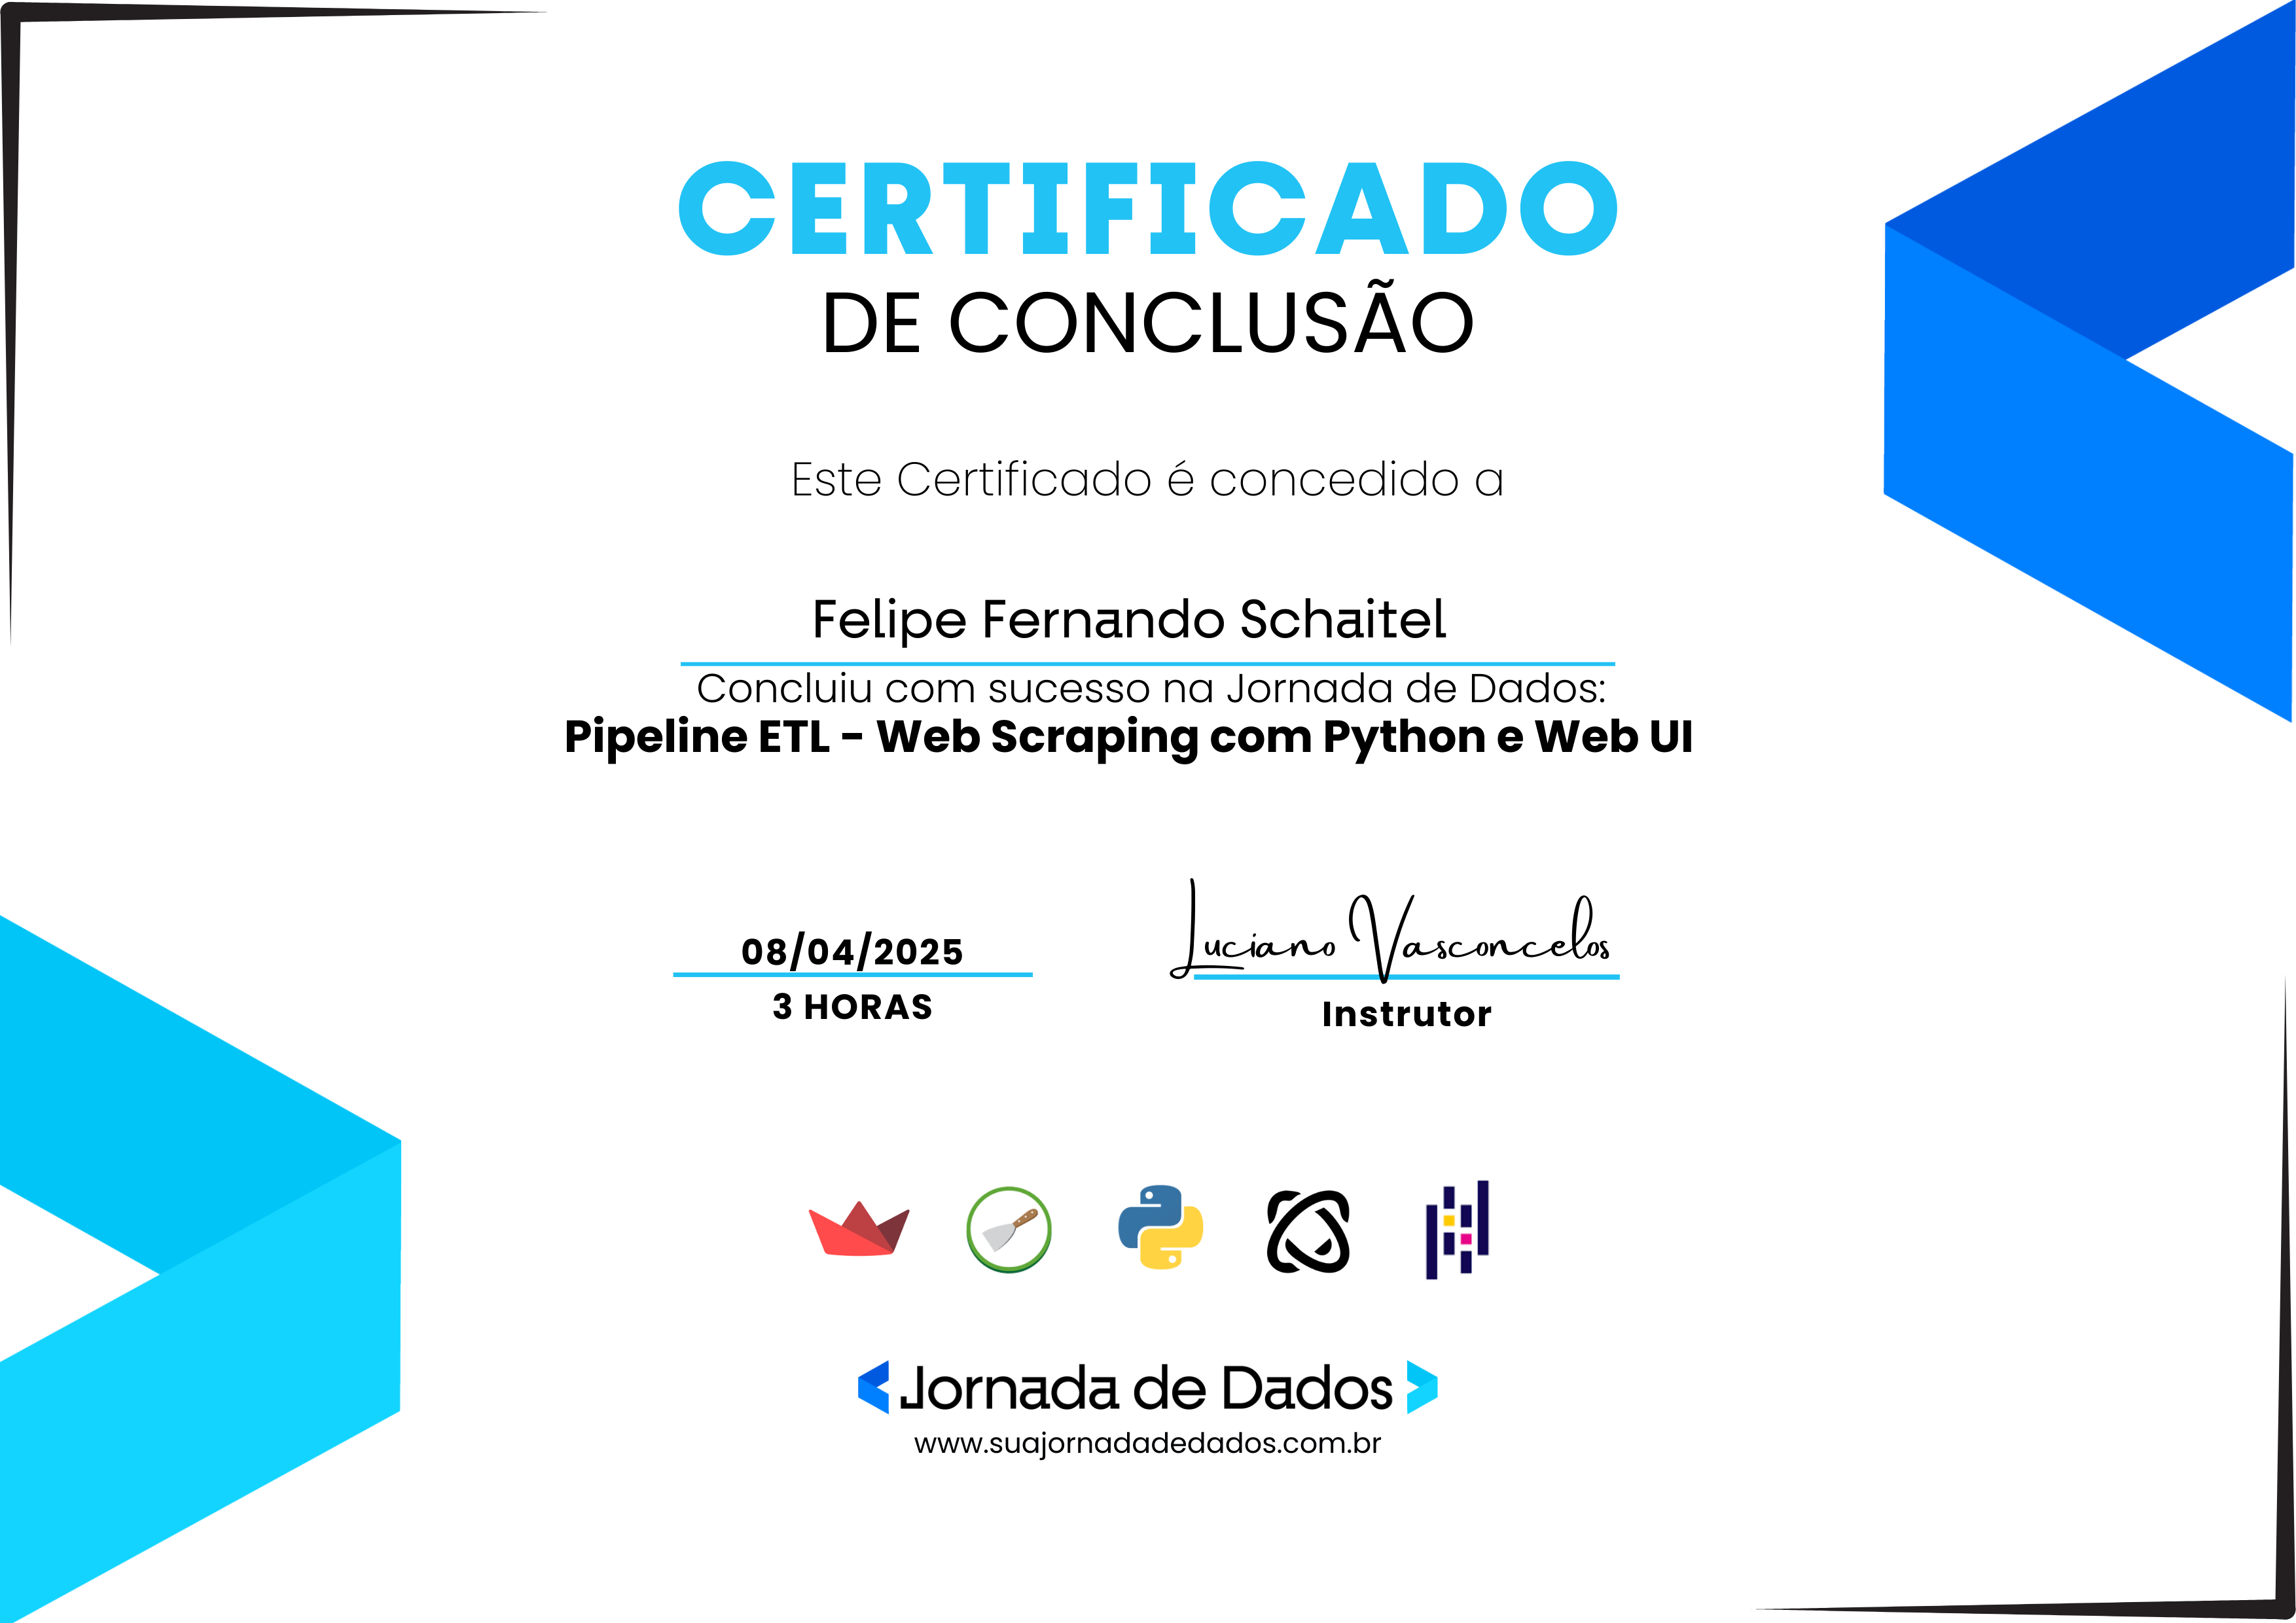 CERTIFICADO
DE CONCLUSÃO
Este Certificado é concedido a
Felipe Fernando Schaitel
Concluiu com sucesso na Jornada de Dados:
Pipeline ETL - Web Scraping com Python e Web UI
08/04/2025
3 HORAS
Luciano Vasconcelos
Instrutor
Jornada de Dados
www.suajornadadedados.com.br